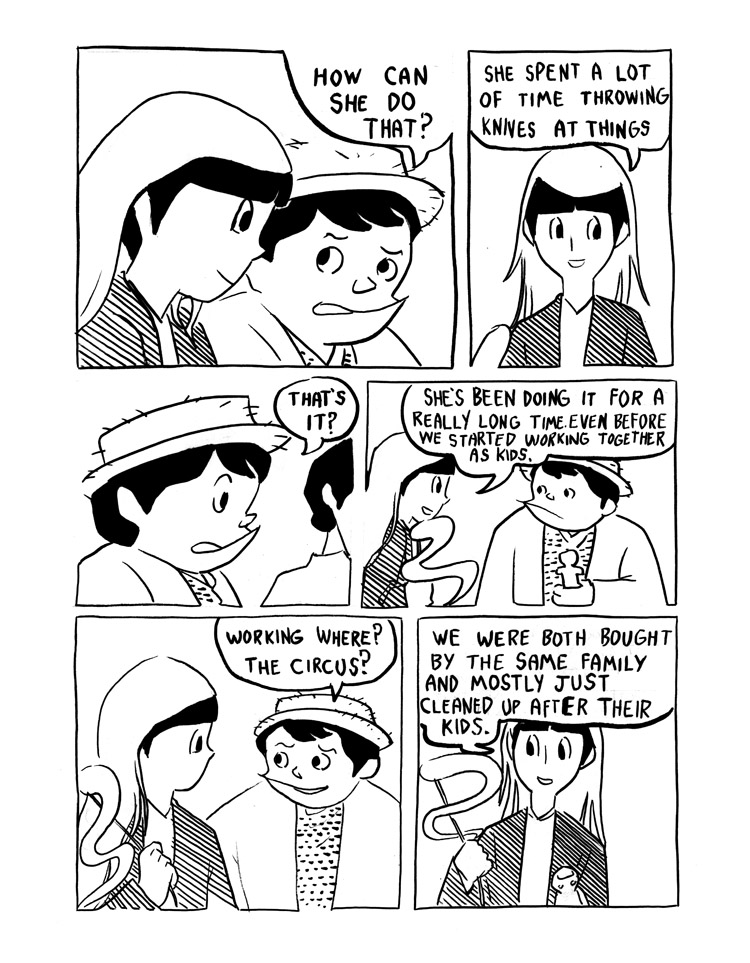 HOW CAN
SHE DO
THAT?
SHE SPENT A LOT
OF TIME THROWING
KNIVES AT THINGS
THAT'S
IT?
SHE'S BEEN DOING IT FOR A
REALLY LONG TIME. EVEN BEFORE
WE STARTED WORKING TOGETHER
AS KIDS.
WORKING WHERE?
THE CIRCUS?
WE WERE BOTH BOUGHT
BY THE SAME FAMILY
AND MOSTLY JUST
CLEANED UP AFTER THEIR
KIDS.